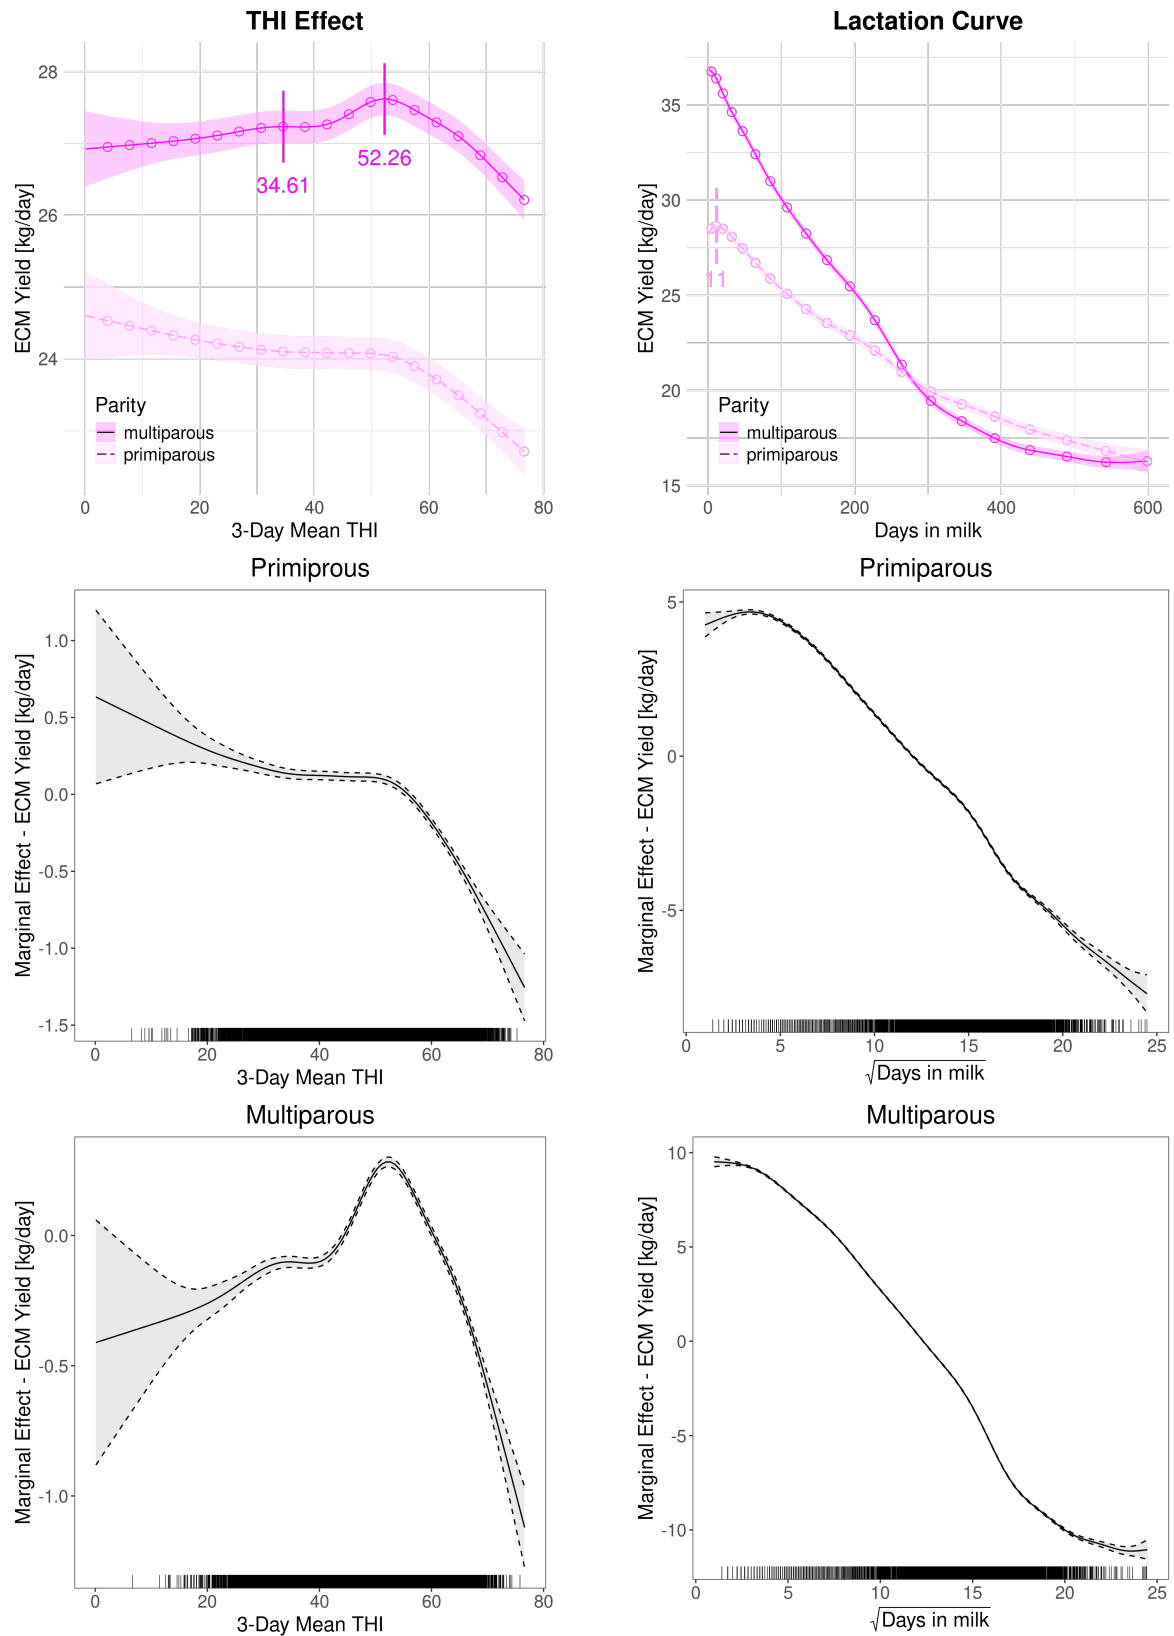 THI Effect
ECM Yield [kg/day]
28
26
24
34.61
52.26
Parity
multiparous
primiparous
0 20 40 60 80
3-Day Mean THI
Lactation Curve
ECM Yield [kg/day]
35
30
25
20
15
11
Parity
multiparous
primiparous
0 200 400 600
Days in milk
Primiprous
Marginal Effect - ECM Yield [kg/day]
1.0
0.5
0.0
-0.5
-1.0
-1.5
0 20 40 60 80
3-Day Mean THI
Primiparous
Marginal Effect - ECM Yield [kg/day]
5
0
-5
0 5 10 15 20 25
√Days in milk
Multiparous
Marginal Effect - ECM Yield [kg/day]
0.0
-0.5
-1.0
0 20 40 60 80
3-Day Mean THI
Multiparous
Marginal Effect - ECM Yield [kg/day]
10
5
0
-5
-10
0 5 10 15 20 25
√Days in milk